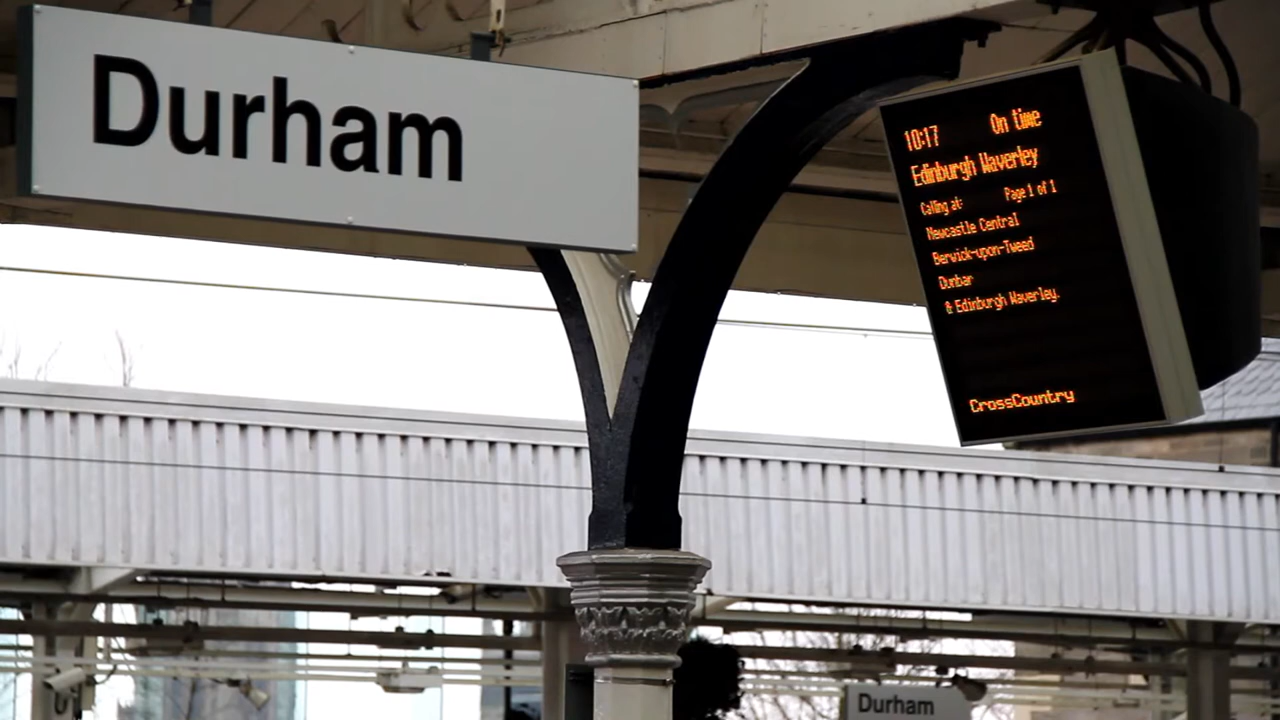 Durham
10:17 On time
Edinburgh Waverley
Calling at: Page 1 of 1
Newcastle Central
Berwick-upon-Tweed
Dunbar
& Edinburgh Waverley.
CrossCountry
Durham